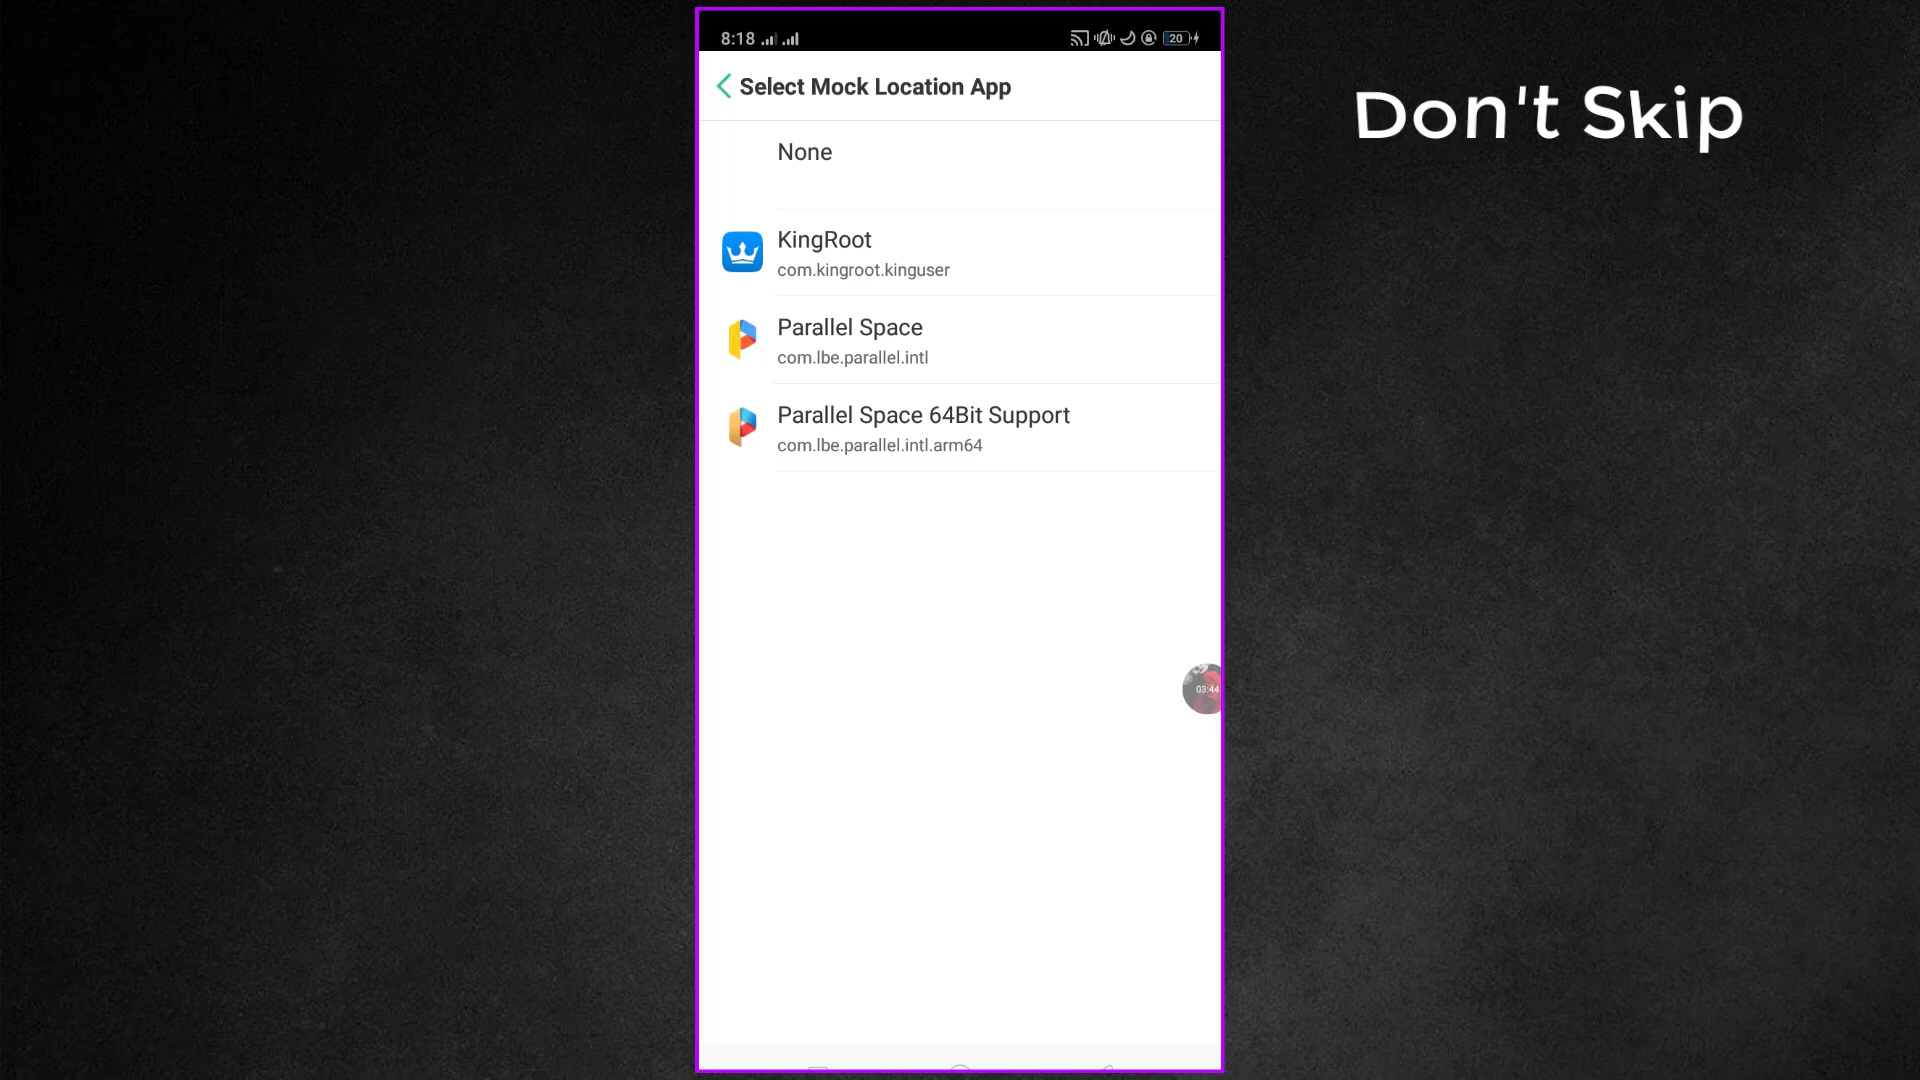 8:18
20
Select Mock Location App
Don't Skip
None
KingRoot
com.kingroot.kinguser
Parallel Space
com.lbe.parallel.intl
Parallel Space 64Bit Support
com.lbe.parallel.intl.arm64
03:44